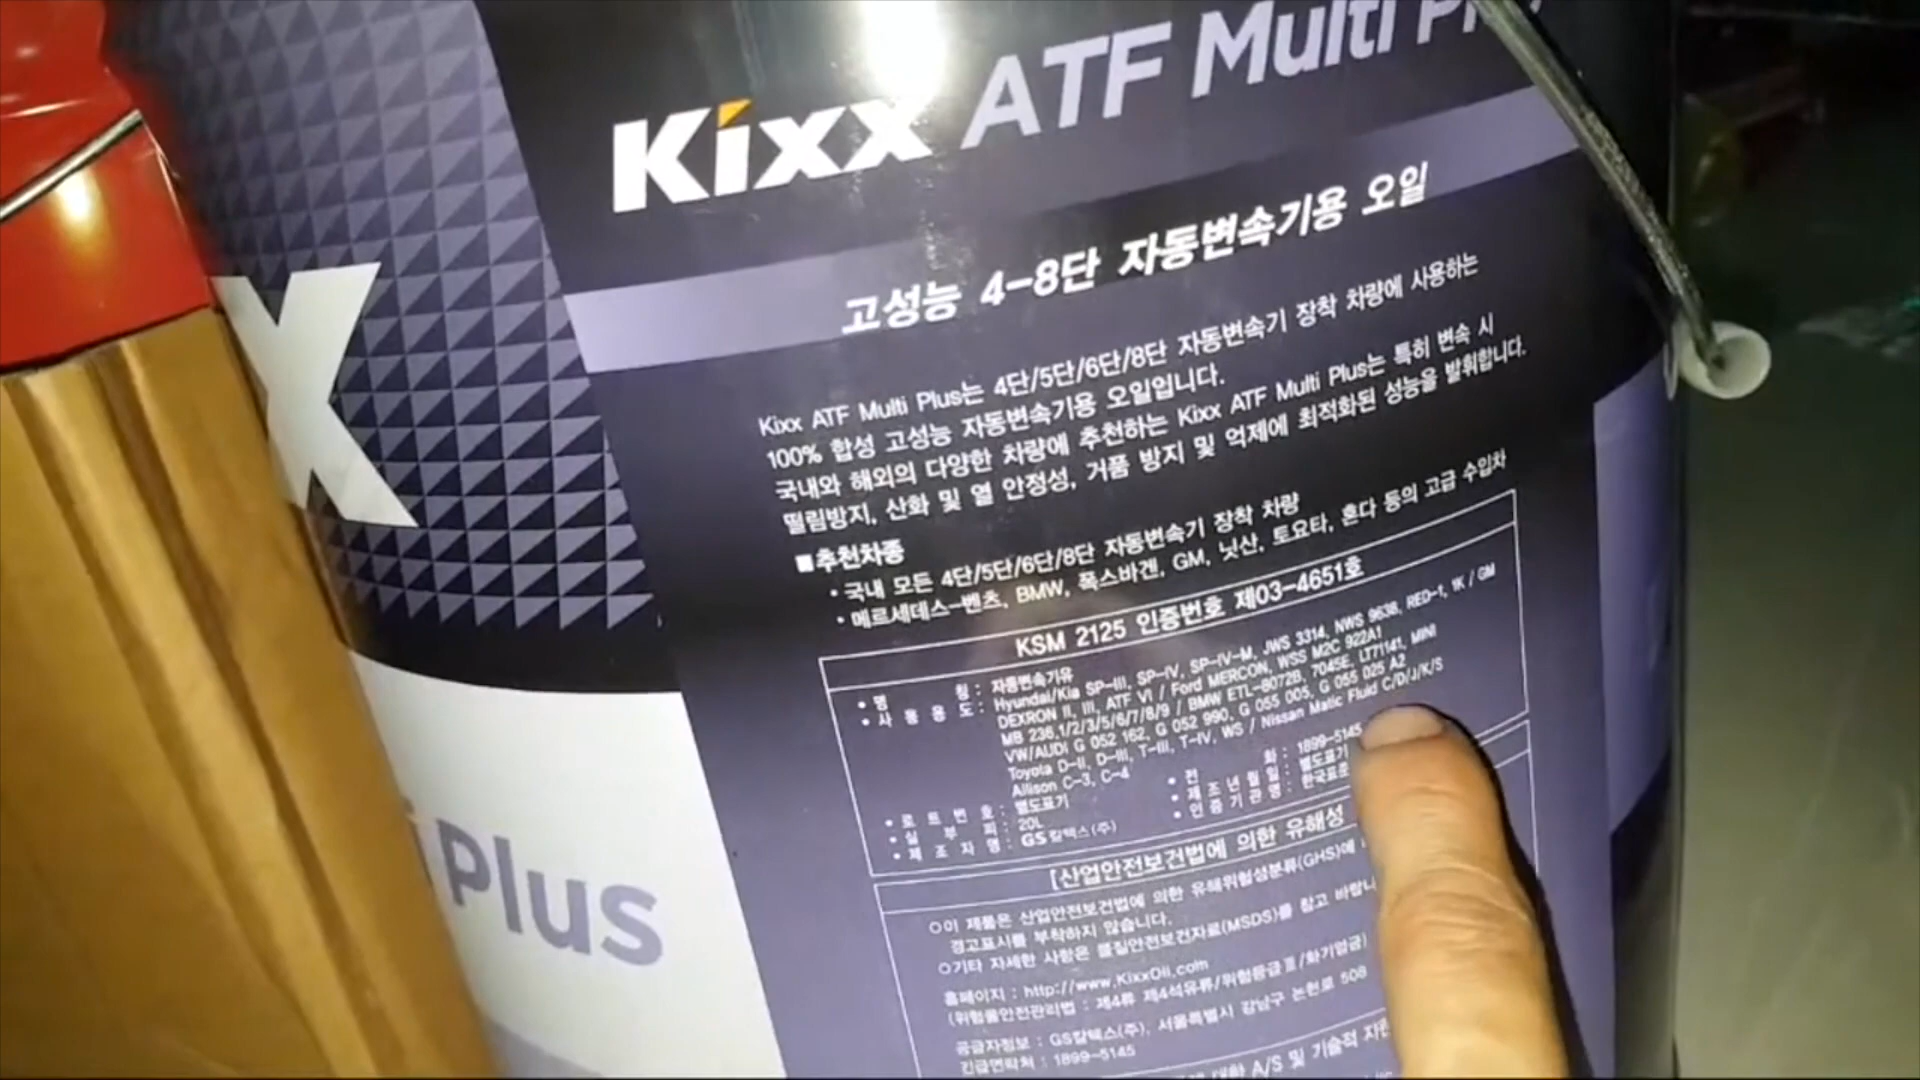 Kixx ATF Multi
고성능 4-8단 자동변속기용 오일
Kixx ATF Multi Plus는 4단/5단/6단/8단 자동변속기 장착 차량에 사용하는
100% 합성 고성능 자동변속기용 오일입니다.
국내와 해외의 다양한 차량에 추천하는 Kixx ATF Multi Plus는 특히 변속 시
떨림방지, 산화 및 열 안정성, 거품 방지 및 억제에 최적화된 성능을 발휘합니다.
■추천차종
• 국내 모든 4단/5단/6단/8단 자동변속기 장착 차량
• 메르세데스-벤츠, BMW, 폭스바겐, GM, 닛산, 토요타, 혼다 등의 고급 수입차
KSM 2125 인증번호 제03-4651호
• 명 칭 : 자동변속기유
• 사 용 용 도 : Hyundai/Kia SP-III, SP-IV, SP-IV-M, JWS 3314, NWS 9638, RED-1, 1K / GM
DEXRON II, III, ATF VI / Ford MERCON, WSS M2C 922A1
MB 236.1/2/3/5/6/7/8/9 / BMW ETL-8072B, 7045E, LT71141, MINI
VW/AUDI G 052 162, G 052 990, G 055 005, G 055 025 A2
Toyota D-II, D-III, T-III, T-IV, WS / Nissan Matic Fluid C/D/J/K/S
Allison C-3, C-4
• 로 트 번 호 : 별도표기
• 실 부 피 : 20L
• 제 조 자 명 : GS칼텍스(주)
• 전 화 : 1899-5145
• 제 조 년 월 일 : 별도표기
• 인 증 기 관 명 : 한국표준
[산업안전보건법에 의한 유해성
○이 제품은 산업안전보건법에 의한 유해위험성분류(GHS)에
경고표시를 부착하지 않습니다.
○기타 자세한 사항은 물질안전보건자료(MSDS)를 참고 바랍니
홈페이지 : http://www.KixxOil.com
(위험물안전관리법 : 제4류 제4석유류/위험등급Ⅲ/화기엄금)
공급자정보 : GS칼텍스(주), 서울특별시 강남구 논현로 508
긴급연락처 : 1899-5145
대한 A/S 및 기술적 자문
X
Plus